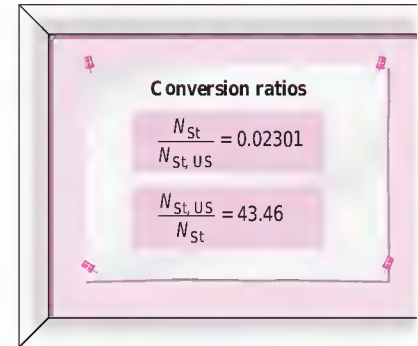 Conversion ratios
N_St / N_St, US = 0.02301
N_St, US / N_St = 43.46